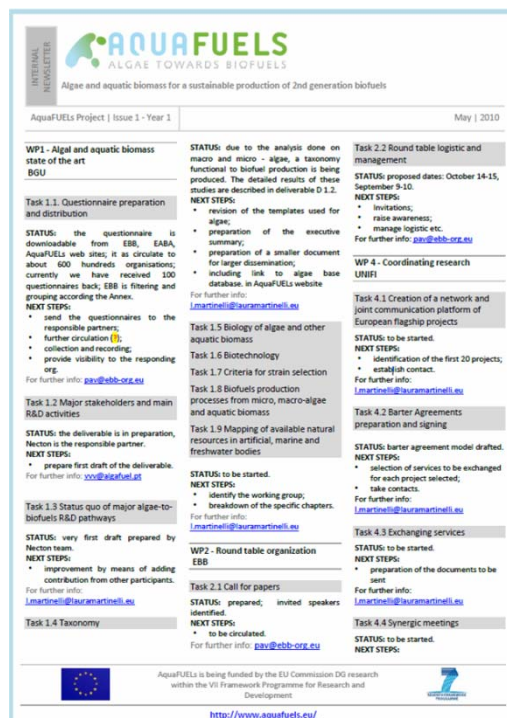 INTERNAL
NEWSLETTER
AQUAFUELS
ALGAE TOWARDS BIOFUELS
Algae and aquatic biomass for a sustainable production of 2nd generation biofuels
AquaFUELs Project | Issue 1 - Year 1
May | 2010
WP1 - Algal and aquatic biomass
state of the art
BGU
Task 1.1. Questionnaire preparation
and distribution
STATUS: the questionnaire is
downloadable from EBB, EABA,
AquaFUELs web sites; it as circulate to
about 600 hundreds organisations;
currently we have received 100
questionnaires back; EBB is filtering and
grouping according the Annex.
NEXT STEPS:
• send the questionnaires to the
responsible partners;
• further circulation (?);
• collection and recording;
• provide visibility to the responding
org.
For further info: pav@ebb-org.eu
Task 1.2 Major stakeholders and main
R&D activities
STATUS: the deliverable is in preparation,
Necton is the responsible partner.
NEXT STEPS:
• prepare first draft of the deliverable.
For further info: vvv@algafuel.pt
Task 1.3 Status quo of major algae-to-
biofuels R&D pathways
STATUS: very first draft prepared by
Necton team.
NEXT STEPS:
• improvement by means of adding
contribution from other participants.
For further info:
l.martinelli@lauramartinelli.eu
Task 1.4 Taxonomy
STATUS: due to the analysis done on
macro and micro - algae, a taxonomy
functional to biofuel production is
being produced. The detailed results of these
studies are described in deliverable D 1.2.
NEXT STEPS:
• revision of the templates used for
algae;
• preparation of the executive
summary;
• preparation of a smaller document
for larger dissemination;
• including link to algae base
database. in AquaFUELs website
For further info:
l.martinelli@lauramartinelli.eu
Task 1.5 Biology of algae and other
aquatic biomass
Task 1.6 Biotechnology
Task 1.7 Criteria for strain selection
Task 1.8 Biofuels production
processes from micro, macro-algae
and aquatic biomass
Task 1.9 Mapping of available natural
resources in artificial, marine and
freshwater bodies
STATUS: to be started.
NEXT STEPS:
• identify the working group;
• breakdown of the specific chapters.
For further info:
l.martinelli@lauramartinelli.eu
WP2 - Round table organization
EBB
Task 2.1 Call for papers
STATUS: prepared; invited speakers
identified.
NEXT STEPS:
• to be circulated.
For further info: pav@ebb-org.eu
Task 2.2 Round table logistic and
management
STATUS: proposed dates: October 14-15,
September 9-10.
NEXT STEPS:
• Invitations;
• raise awareness;
• manage logistic etc.
For further info: pav@ebb-org.eu
WP 4 - Coordinating research
UNIFI
Task 4.1 Creation of a network and
joint communication platform of
European flagship projects
STATUS: to be started.
NEXT STEPS:
• identification of the first 20 projects;
• establish contact.
For further info:
l.martinelli@lauramartinelli.eu
Task 4.2 Barter Agreements
preparation and signing
STATUS: barter agreement model drafted.
NEXT STEPS:
• selection of services to be exchanged
for each project selected;
• take contacts.
For further info:
l.martinelli@lauramartinelli.eu
Task 4.3 Exchanging services
STATUS: to be started.
NEXT STEPS:
• preparation of the documents to be
sent
For further info:
l.martinelli@lauramartinelli.eu
Task 4.4 Synergic meetings
STATUS: to be started.
NEXT STEPS:
AquaFUELs is being funded by the EU Commission DG research
within the VII Framework Programme for Research and
Development
http://www.aquafuels.eu/